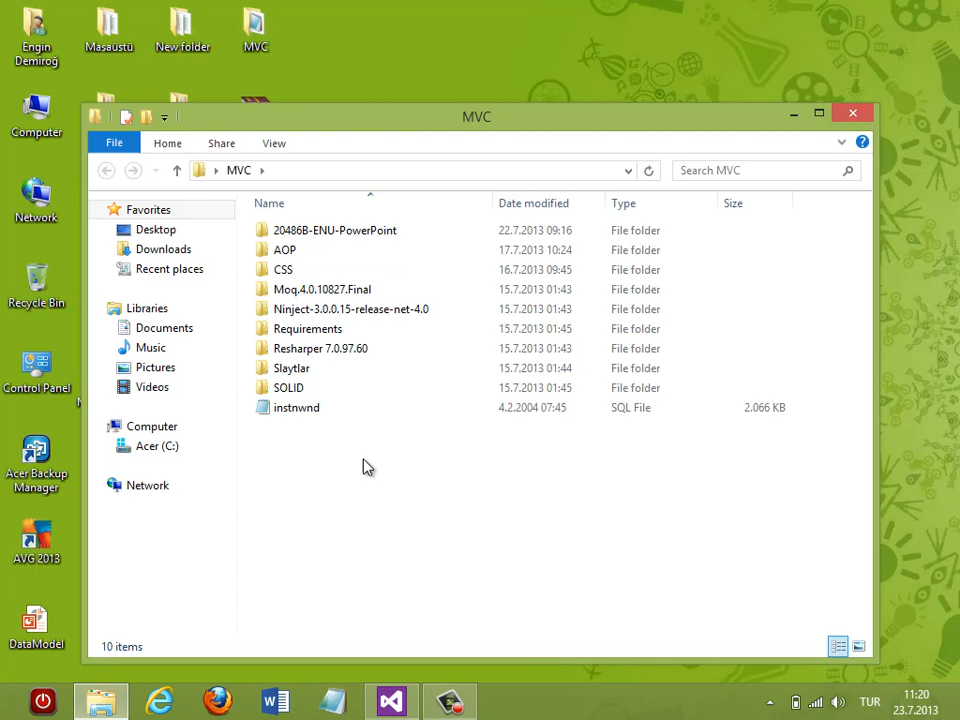 Engin
Demiroğ
Masaüstü
New folder
MVC
Computer
Network
Recycle Bin
Control Panel
Acer Backup
Manager
AVG 2013
DataModel
MVC
File
Home
Share
View
MVC
Search MVC
Name
Date modified
Type
Size
Favorites
Desktop
Downloads
Recent places
Libraries
Documents
Music
Pictures
Videos
Computer
Acer (C:)
Network
20486B-ENU-PowerPoint 22.7.2013 09:16 File folder
AOP 17.7.2013 10:24 File folder
CSS 16.7.2013 09:45 File folder
Moq.4.0.10827.Final 15.7.2013 01:43 File folder
Ninject-3.0.0.15-release-net-4.0 15.7.2013 01:43 File folder
Requirements 15.7.2013 01:45 File folder
Resharper 7.0.97.60 15.7.2013 01:43 File folder
Slaytlar 15.7.2013 01:44 File folder
SOLID 15.7.2013 01:45 File folder
instnwnd 4.2.2004 07:45 SQL File 2.066 KB
10 items
TUR
11:20
23.7.2013